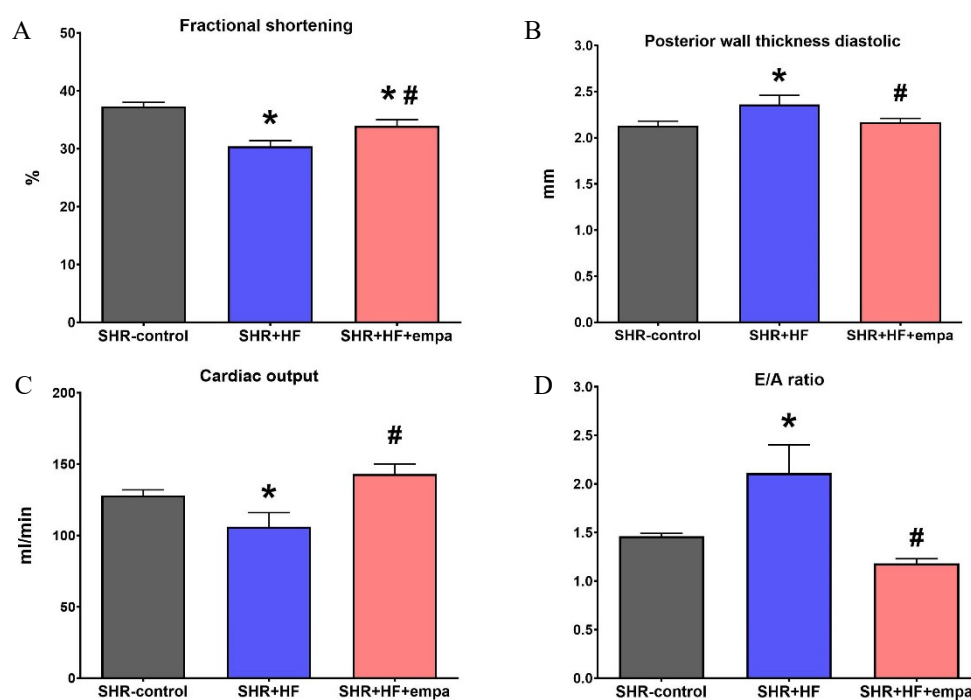 A
Fractional shortening
50
40
30
20
10
0
%
*
* #
SHR-control SHR+HF SHR+HF+empa
B
Posterior wall thickness diastolic
3.0
2.5
2.0
1.5
1.0
0.5
0.0
mm
*
#
SHR-control SHR+HF SHR+HF+empa
C
Cardiac output
200
150
100
50
0
ml/min
*
#
SHR-control SHR+HF SHR+HF+empa
D
E/A ratio
3.0
2.5
2.0
1.5
1.0
0.5
0.0
*
#
SHR-control SHR+HF SHR+HF+empa